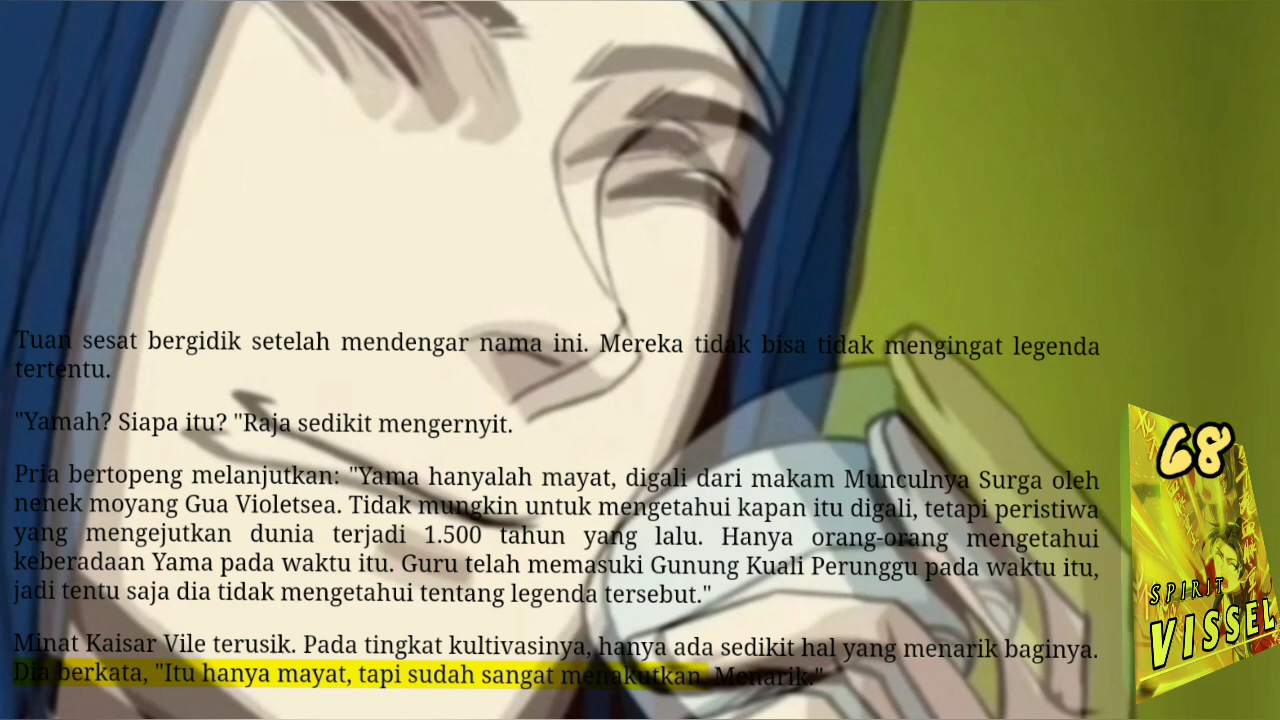 Tuan sesat bergidik setelah mendengar nama ini. Mereka tidak bisa tidak mengingat legenda
tertentu.
"Yamah? Siapa itu? "Raja sedikit mengernyit.
Pria bertopeng melanjutkan: "Yama hanyalah mayat, digali dari makam Munculnya Surga oleh
nenek moyang Gua Violetsea. Tidak mungkin untuk mengetahui kapan itu digali, tetapi peristiwa
yang mengejutkan dunia terjadi 1.500 tahun yang lalu. Hanya orang-orang mengetahui
keberadaan Yama pada waktu itu. Guru telah memasuki Gunung Kuali Perunggu pada waktu itu,
jadi tentu saja dia tidak mengetahui tentang legenda tersebut."
Minat Kaisar Vile terusik. Pada tingkat kultivasinya, hanya ada sedikit hal yang menarik baginya.
Dia berkata, "Itu hanya mayat, tapi sudah sangat menakutkan. Menarik."
68
SPIRIT
VISSEL